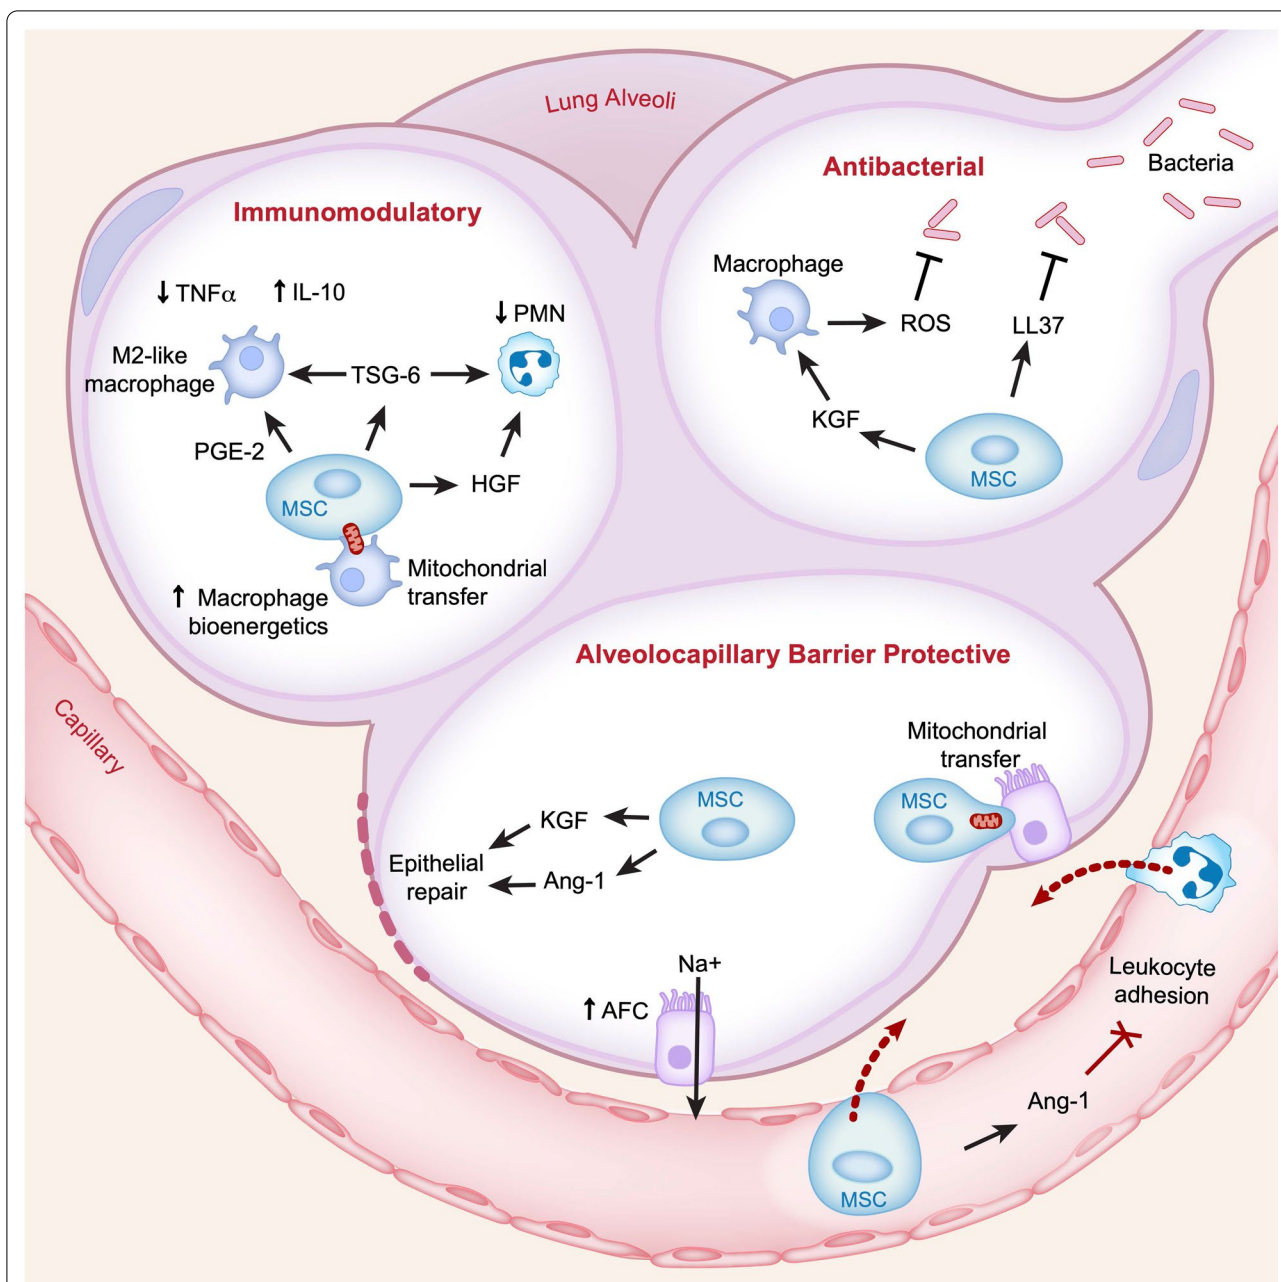 Lung Alveoli
Immunomodulatory
↓ TNFα ↑ IL-10
↓ PMN
M2-like
macrophage
TSG-6
PGE-2
MSC
HGF
Mitochondrial
transfer
↑ Macrophage
bioenergetics
Antibacterial
Bacteria
Macrophage
ROS
LL37
KGF
MSC
Alveolocapillary Barrier Protective
Mitochondrial
transfer
MSC
MSC
KGF
Epithelial
repair
Ang-1
Na+
↑ AFC
Capillary
Leukocyte
adhesion
Ang-1
MSC